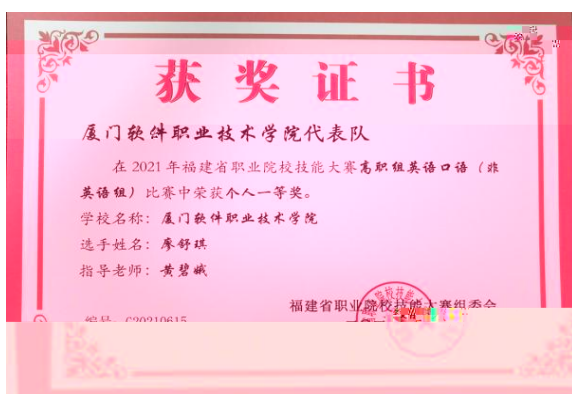 获奖证书
厦门软件职业技术学院代表队
在2021年福建省职业院校技能大赛高职组英语口语（非
英语组）比赛中荣获个人一等奖。
学校名称：厦门软件职业技术学院
选手姓名：廖舒琪
指导老师：黄碧娥
福建省职业院校技能大赛组委会
编号 G20210615